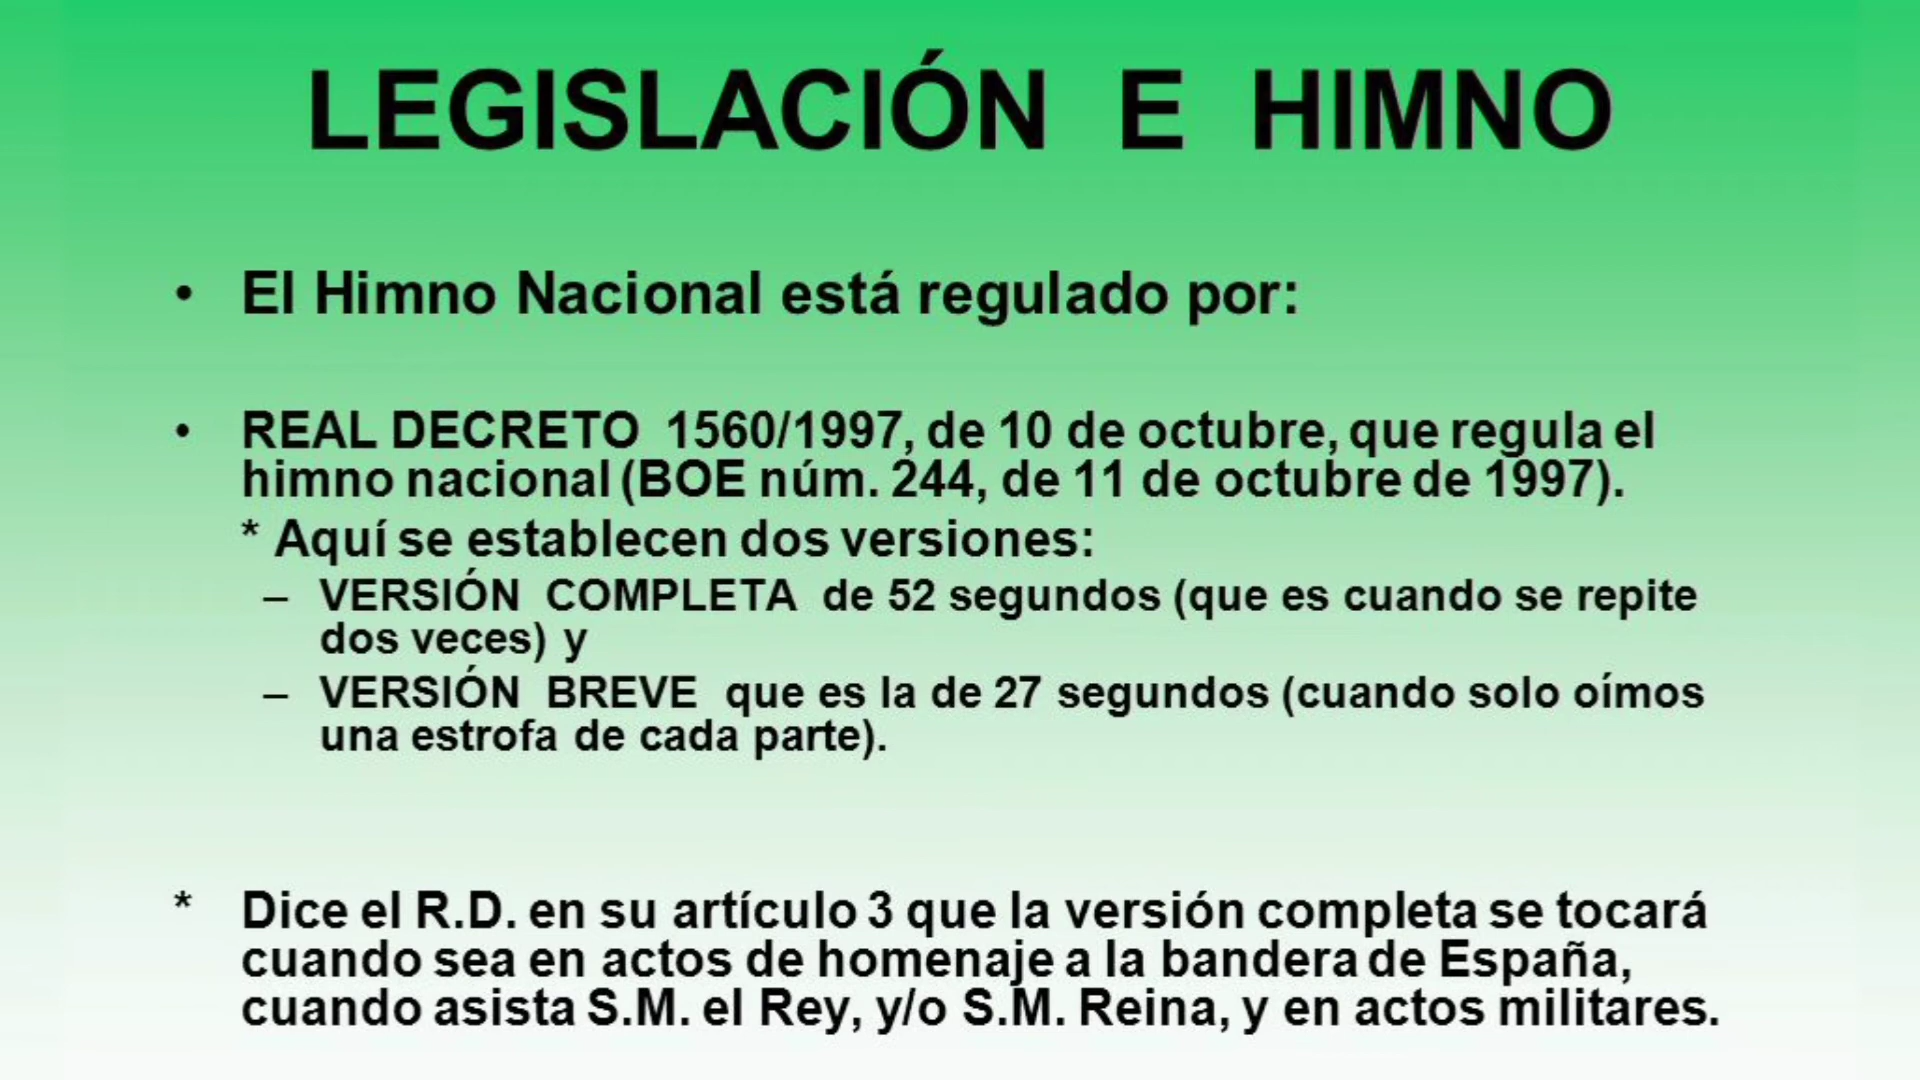 LEGISLACIÓN E HIMNO
• El Himno Nacional está regulado por:
• REAL DECRETO 1560/1997, de 10 de octubre, que regula el
himno nacional (BOE núm. 244, de 11 de octubre de 1997).
* Aquí se establecen dos versiones:
– VERSIÓN COMPLETA de 52 segundos (que es cuando se repite
dos veces) y
– VERSIÓN BREVE que es la de 27 segundos (cuando solo oímos
una estrofa de cada parte).
* Dice el R.D. en su artículo 3 que la versión completa se tocará
cuando sea en actos de homenaje a la bandera de España,
cuando asista S.M. el Rey, y/o S.M. Reina, y en actos militares.